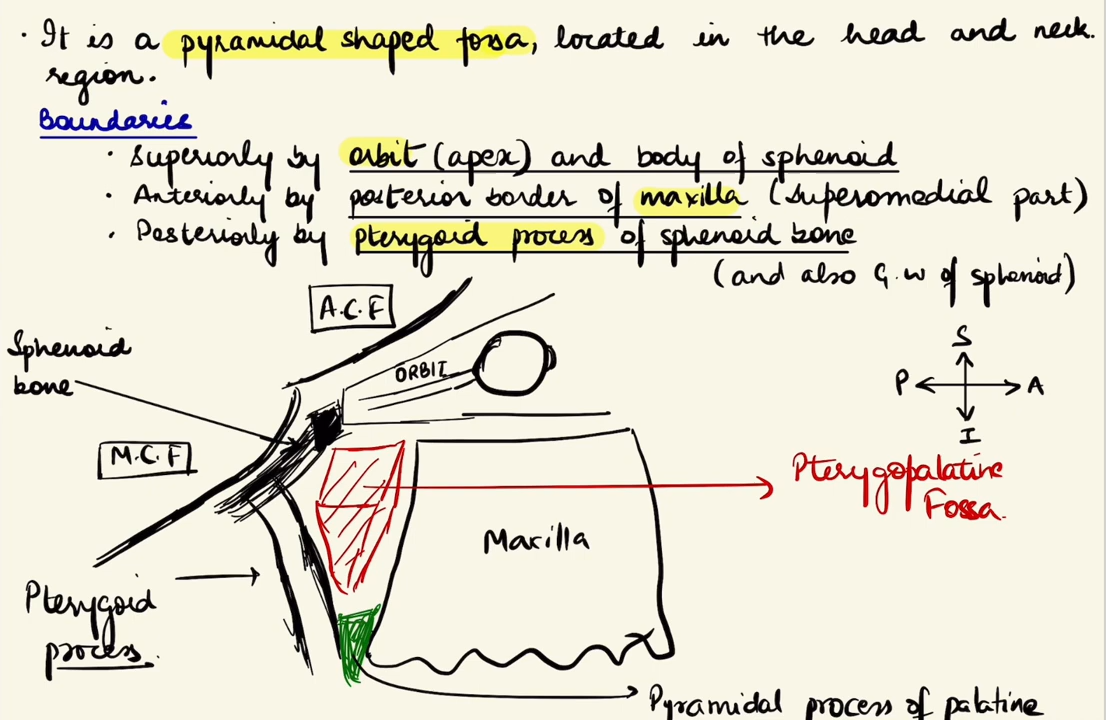 · It is a pyramidal shaped fossa, located in the head and neck.
region.
Boundaries
· Superiorly by orbit (apex) and body of sphenoid
· Anteriorly by posterior border of maxilla (Superomedial part)
· Posteriorly by pterygoid process of sphenoid bone
(and also G.W of sphenoid)
A.C.F
Sphenoid
bone
ORBIT
S
P A
I
M.C.F
Pterygopalatine
Fossa.
Maxilla
Pterygoid
process.
Pyramidal process of palatine